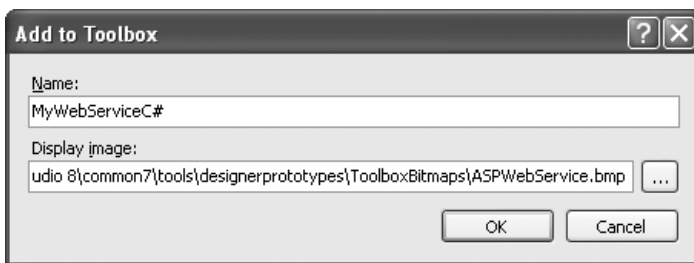 Add to Toolbox
Name:
MyWebServiceC#
Display image:
udio 8\common7\tools\designerprototypes\ToolboxBitmaps\ASPWebService.bmp ...
OK Cancel